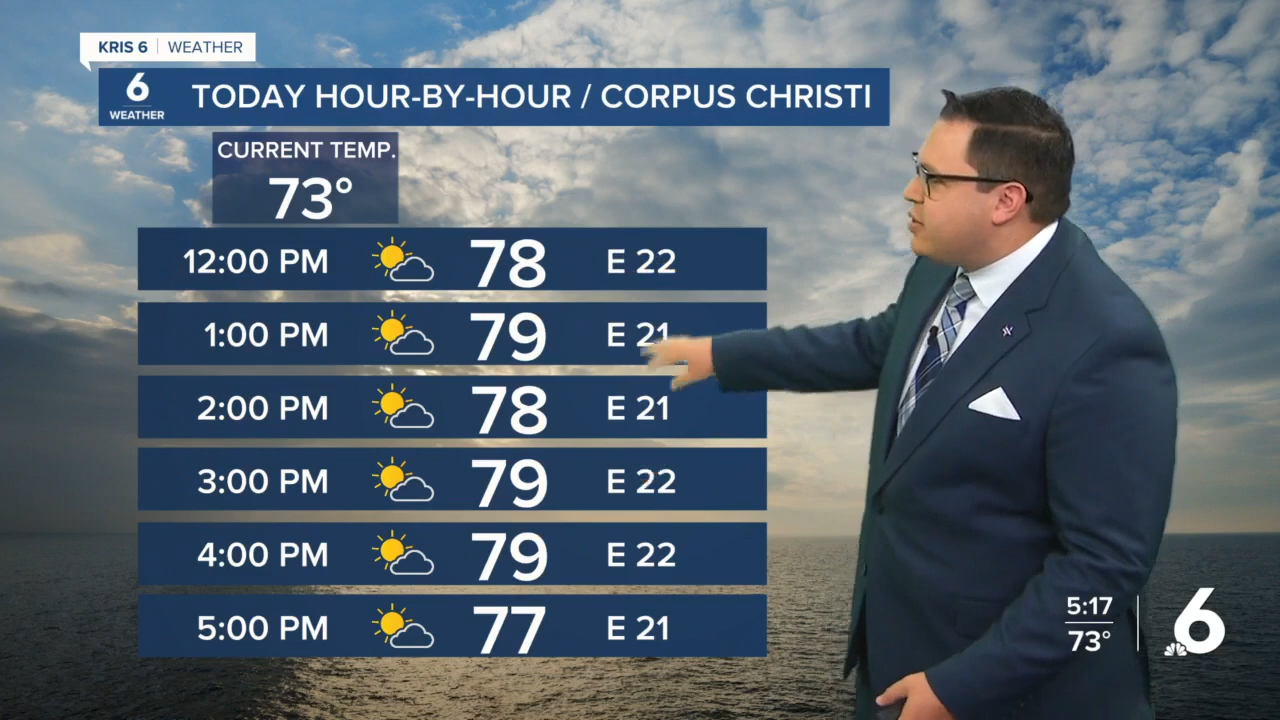 KRIS 6 | WEATHER
6
WEATHER
TODAY HOUR-BY-HOUR / CORPUS CHRISTI
CURRENT TEMP.
73°
12:00 PM 78 E 22
1:00 PM 79 E 21
2:00 PM 78 E 21
3:00 PM 79 E 22
4:00 PM 79 E 22
5:00 PM 77 E 21
5:17
73°
6